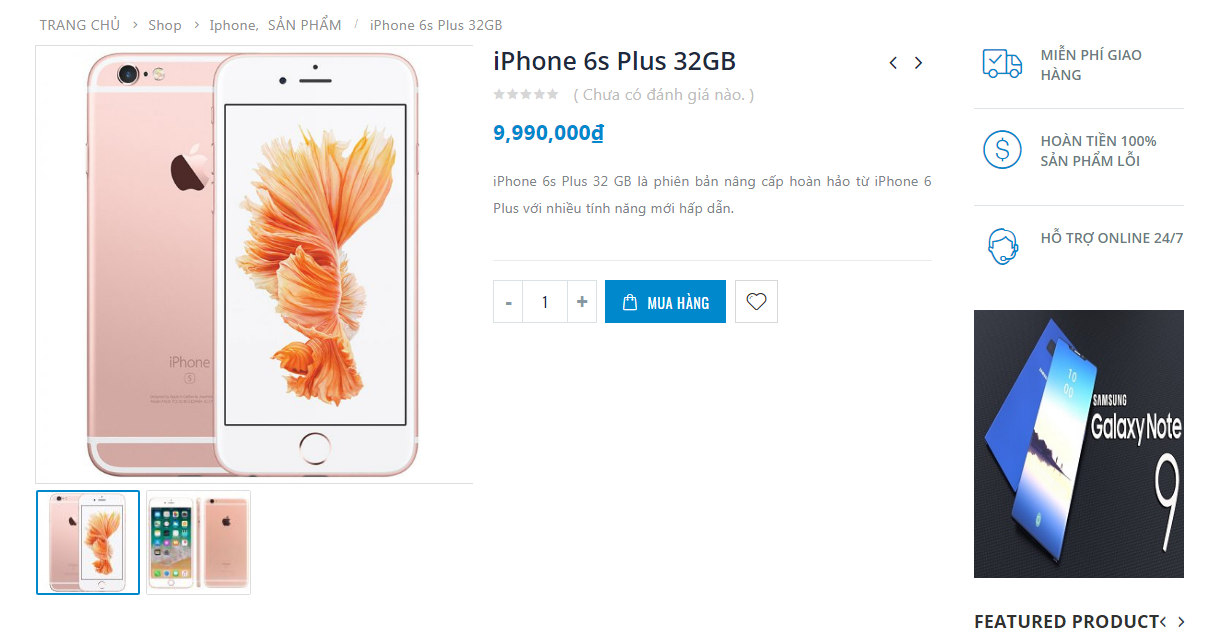 TRANG CHỦ > Shop > Iphone, SẢN PHẨM / iPhone 6s Plus 32GB
iPhone
S
iPhone 6s Plus 32GB
( Chưa có đánh giá nào. )
9,990,000₫
iPhone 6s Plus 32 GB là phiên bản nâng cấp hoàn hảo từ iPhone 6
Plus với nhiều tính năng mới hấp dẫn.
- 1 +
MUA HÀNG
MIỄN PHÍ GIAO
HÀNG
HOÀN TIỀN 100%
SẢN PHẨM LỖI
HỖ TRỢ ONLINE 24/7
10
00
SAMSUNG
Galaxy Note
9
FEATURED PRODUCT